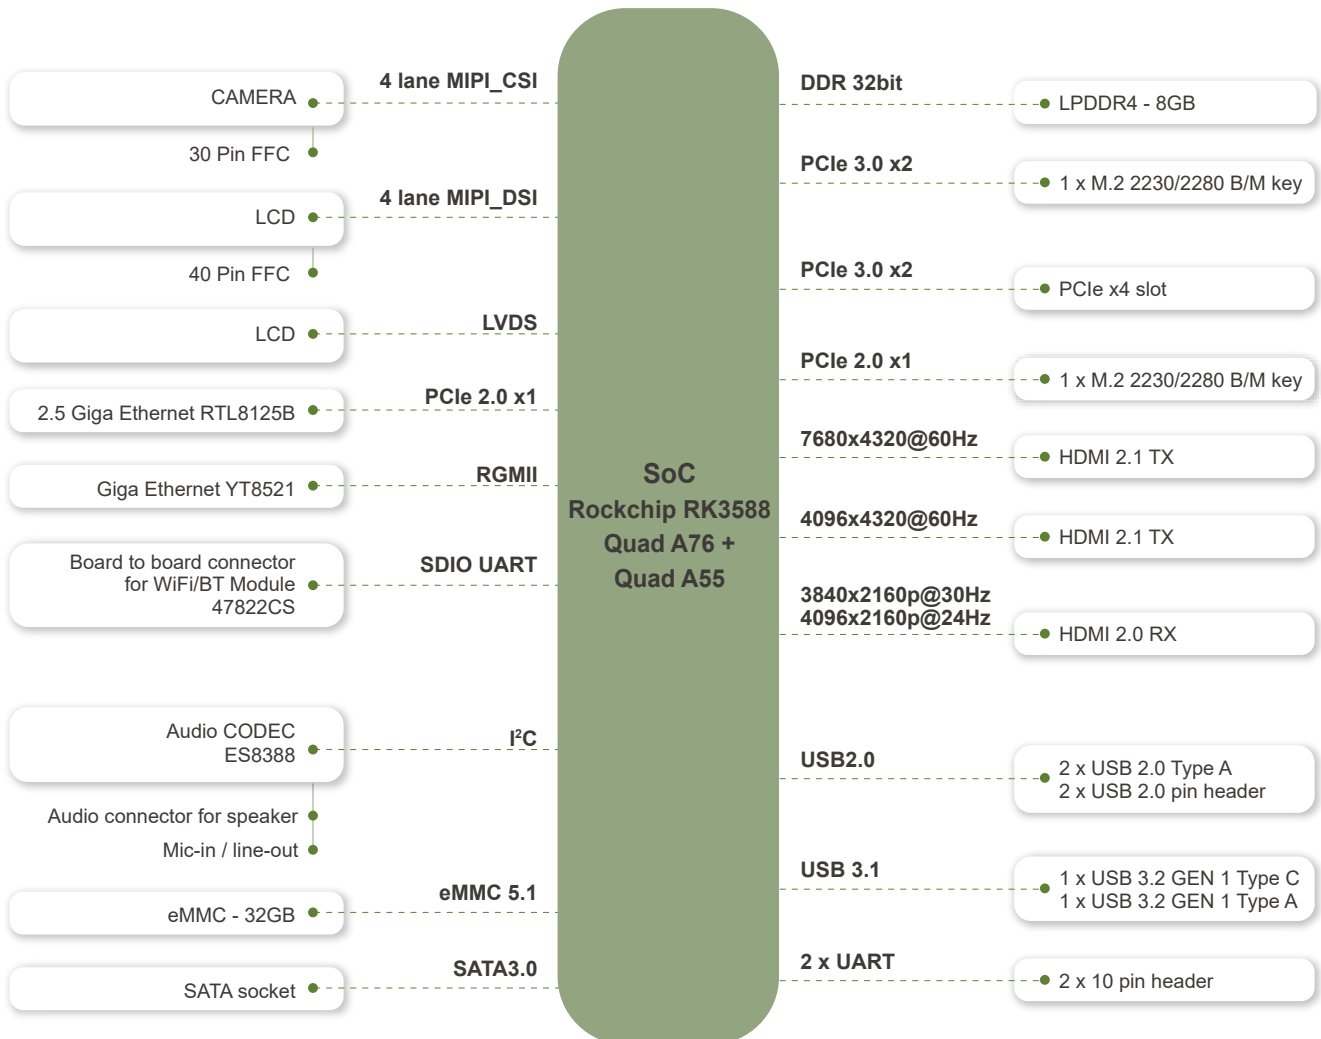 4 lane MIPI_CSI
CAMERA
30 Pin FFC
4 lane MIPI_DSI
LCD
40 Pin FFC
LVDS
LCD
PCIe 2.0 x1
2.5 Giga Ethernet RTL8125B
RGMII
Giga Ethernet YT8521
SDIO UART
Board to board connector
for WiFi/BT Module
47822CS
I²C
Audio CODEC
ES8388
Audio connector for speaker
Mic-in / line-out
eMMC 5.1
eMMC - 32GB
SATA3.0
SATA socket
SoC
Rockchip RK3588
Quad A76 +
Quad A55
DDR 32bit
LPDDR4 - 8GB
PCIe 3.0 x2
1 x M.2 2230/2280 B/M key
PCIe 3.0 x2
PCIe x4 slot
PCIe 2.0 x1
1 x M.2 2230/2280 B/M key
7680x4320@60Hz
HDMI 2.1 TX
4096x4320@60Hz
HDMI 2.1 TX
3840x2160p@30Hz
4096x2160p@24Hz
HDMI 2.0 RX
USB2.0
2 x USB 2.0 Type A
2 x USB 2.0 pin header
USB 3.1
1 x USB 3.2 GEN 1 Type C
1 x USB 3.2 GEN 1 Type A
2 x UART
2 x 10 pin header